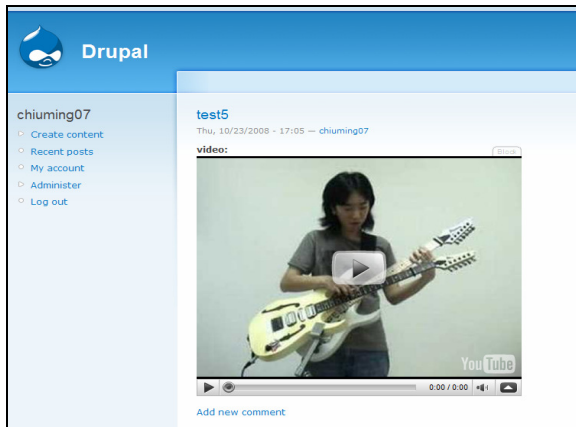 Drupal
chiuming07
Create content
Recent posts
My account
Administer
Log out
test5
Thu, 10/23/2008 - 17:05 — chiuming07
video:
Block
YouTube
0:00 / 0:00
Add new comment